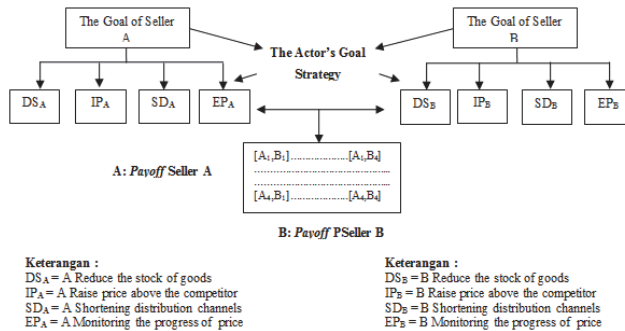 The Goal of Seller
A
The Goal of Seller
B
The Actor's Goal
Strategy
DSA
IPA
SDA
EPA
DSB
IPB
SDB
EPB
[A1,B1].....................[A1,B4]
..................................................
..................................................
[A4,B1].....................[A4,B4]
A: Payoff Seller A
B: Payoff PSeller B
Keterangan :
DSA = A Reduce the stock of goods
IPA = A Raise price above the competitor
SDA = A Shortening distribution channels
EPA = A Monitoring the progress of price
Keterangan :
DSB = B Reduce the stock of goods
IPB = B Raise price above the competitor
SDB = B Shortening distribution channels
EPB = B Monitoring the progress of price